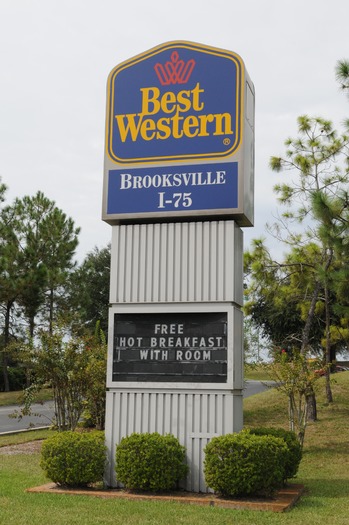 Best
Western®
BROOKSVILLE
I-75
FREE
HOT BREAKFAST
WITH ROOM